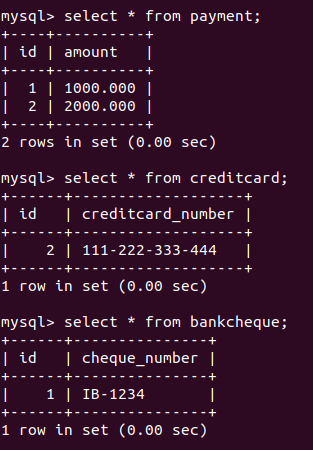 mysql> select * from payment;
+----+----------+
| id | amount   |
+----+----------+
|  1 | 1000.000 |
|  2 | 2000.000 |
+----+----------+
2 rows in set (0.00 sec)

mysql> select * from creditcard;
+------+-------------------+
| id   | creditcard_number |
+------+-------------------+
|    2 | 111-222-333-444   |
+------+-------------------+
1 row in set (0.00 sec)

mysql> select * from bankcheque;
+------+---------------+
| id   | cheque_number |
+------+---------------+
|    1 | IB-1234       |
+------+---------------+
1 row in set (0.00 sec)